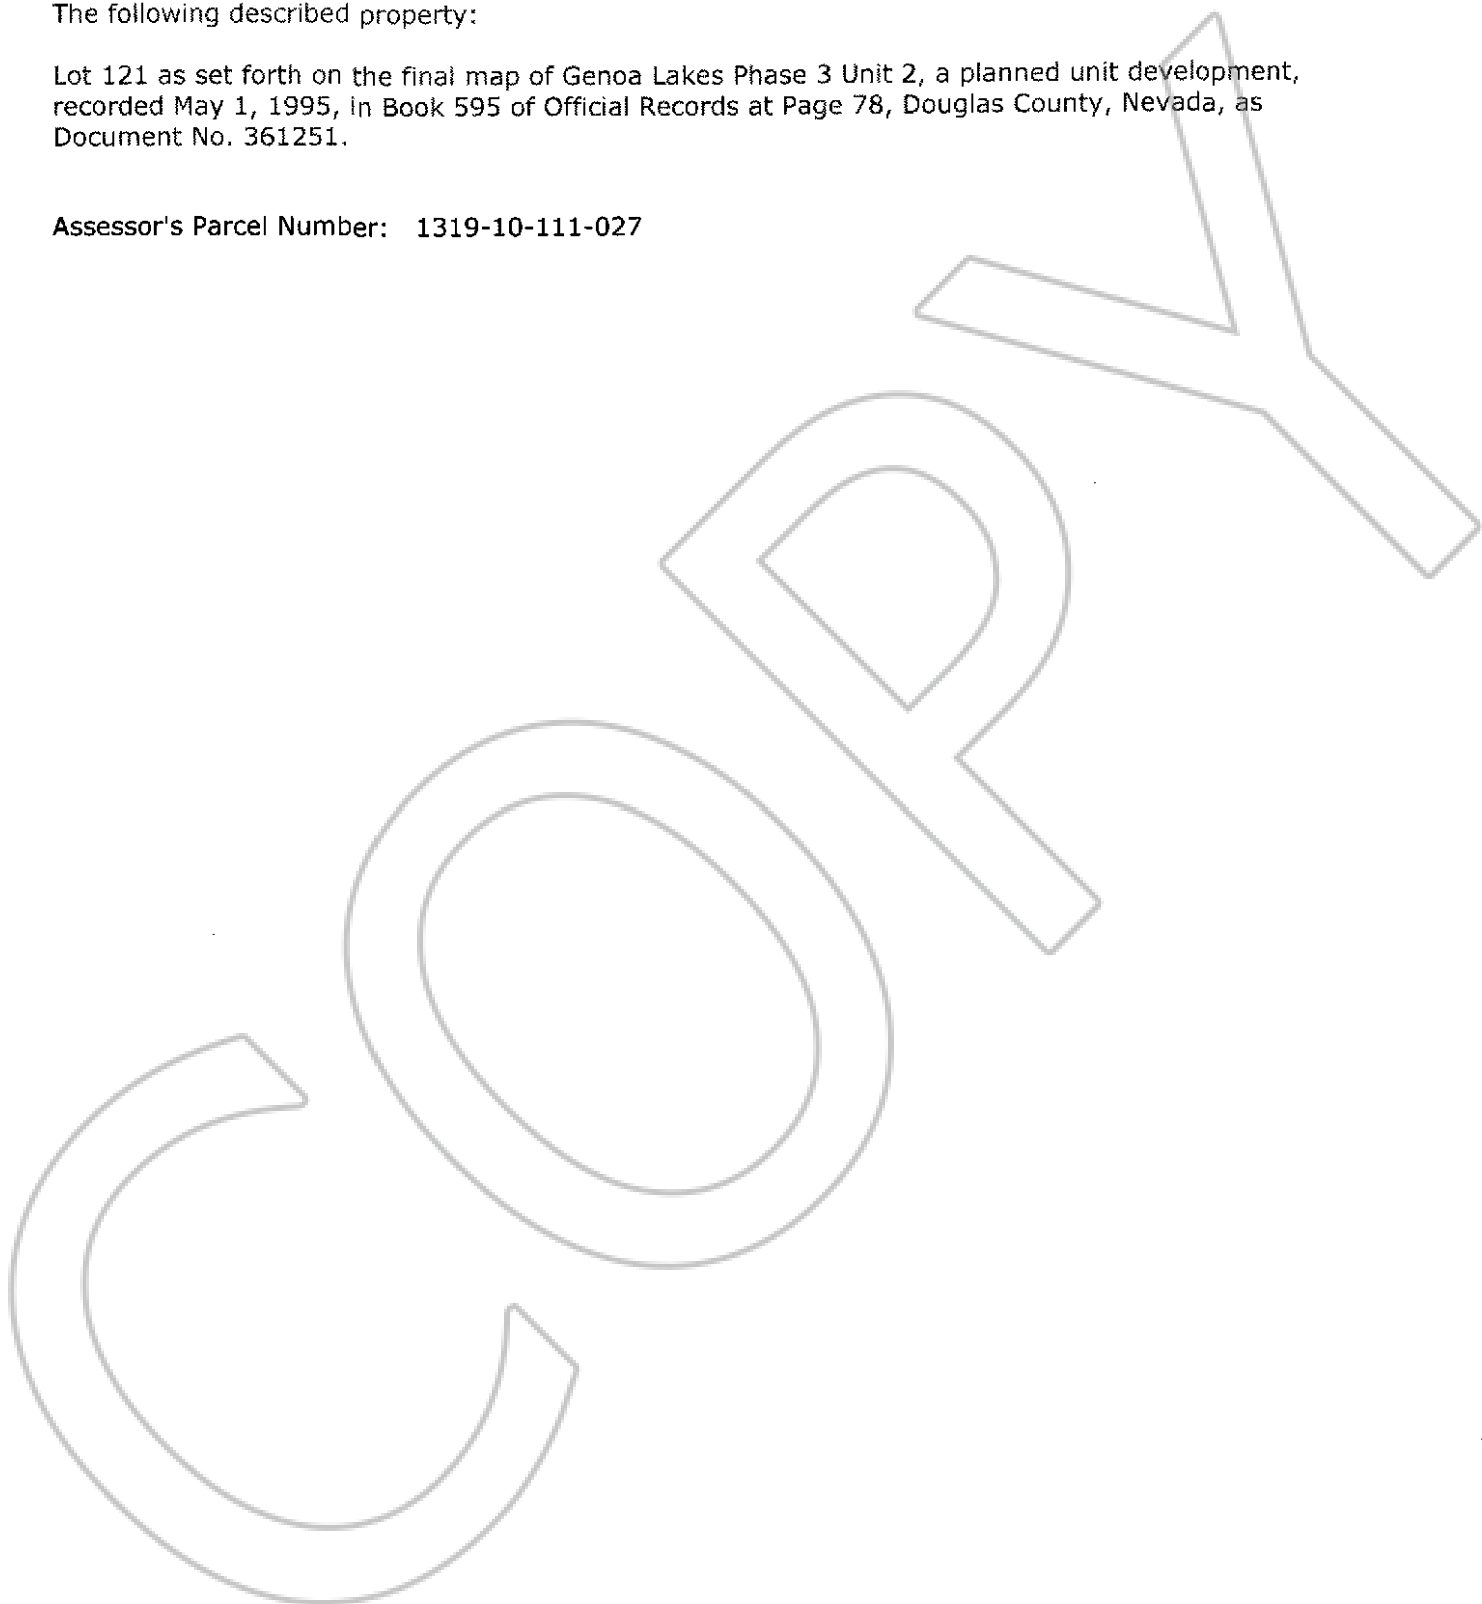 The following described property:
Lot 121 as set forth on the final map of Genoa Lakes Phase 3 Unit 2, a planned unit development,
recorded May 1, 1995, in Book 595 of Official Records at Page 78, Douglas County, Nevada, as
Document No. 361251.
Assessor's Parcel Number: 1319-10-111-027
COPY